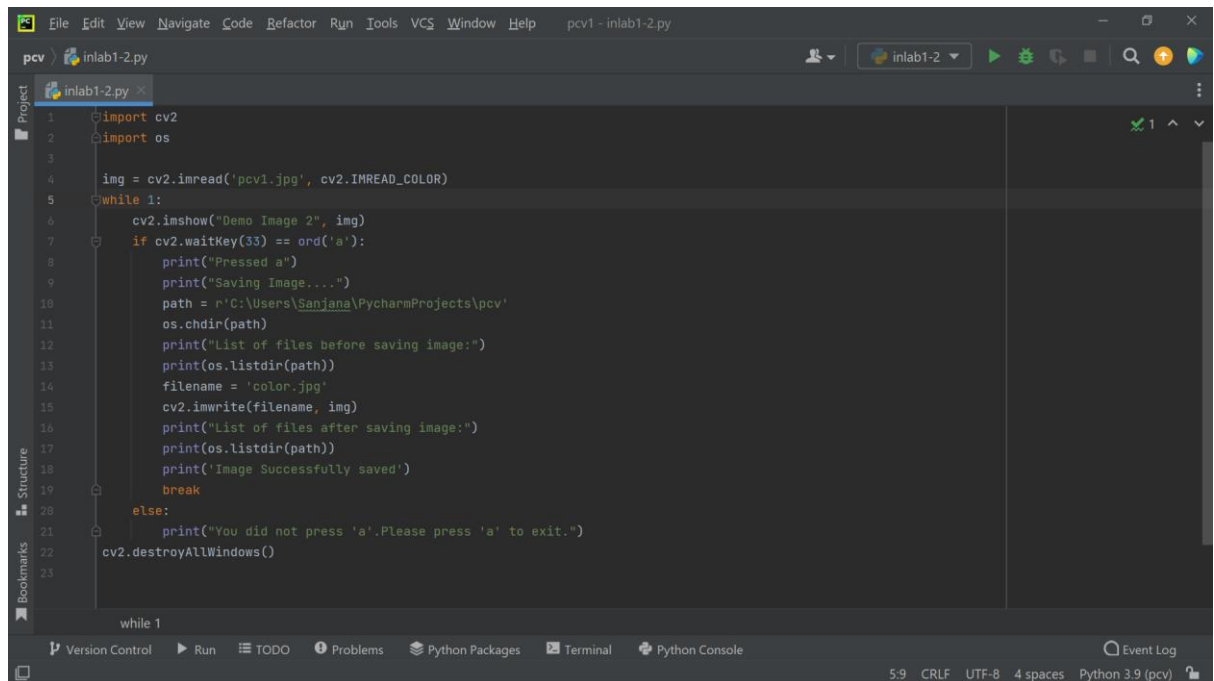 PC File Edit View Navigate Code Refactor Run Tools VCS Window Help pcv1 - inlab1-2.py
pcv inlab1-2.py inlab1-2
Project
inlab1-2.py
1 import cv2
2 import os
3
4 img = cv2.imread('pcv1.jpg', cv2.IMREAD_COLOR)
5 while 1:
6     cv2.imshow("Demo Image 2", img)
7     if cv2.waitKey(33) == ord('a'):
8         print("Pressed a")
9         print("Saving Image....")
10         path = r'C:\Users\Sanjana\PycharmProjects\pcv'
11         os.chdir(path)
12         print("List of files before saving image:")
13         print(os.listdir(path))
14         filename = 'color.jpg'
15         cv2.imwrite(filename, img)
16         print("List of files after saving image:")
17         print(os.listdir(path))
18         print('Image Successfully saved')
19         break
20     else:
21         print("You did not press 'a'.Please press 'a' to exit.")
22 cv2.destroyAllWindows()
23
1
Structure
Bookmarks
while 1
Version Control Run TODO Problems Python Packages Terminal Python Console Event Log
5:9 CRLF UTF-8 4 spaces Python 3.9 (pcv)